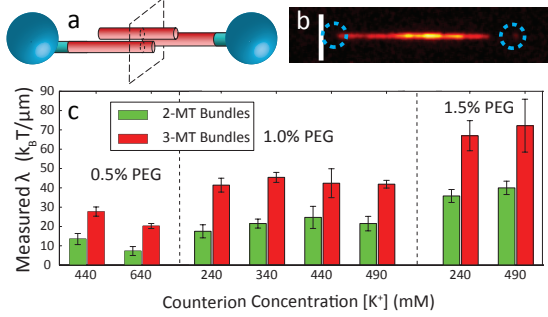 a
b
c
2-MT Bundles
3-MT Bundles
0.5% PEG
1.0% PEG
1.5% PEG
Measured λ (k_BT/μm)
90
80
70
60
50
40
30
20
10
0
440 640 240 340 440 490 240 490
Counterion Concentration [K⁺] (mM)